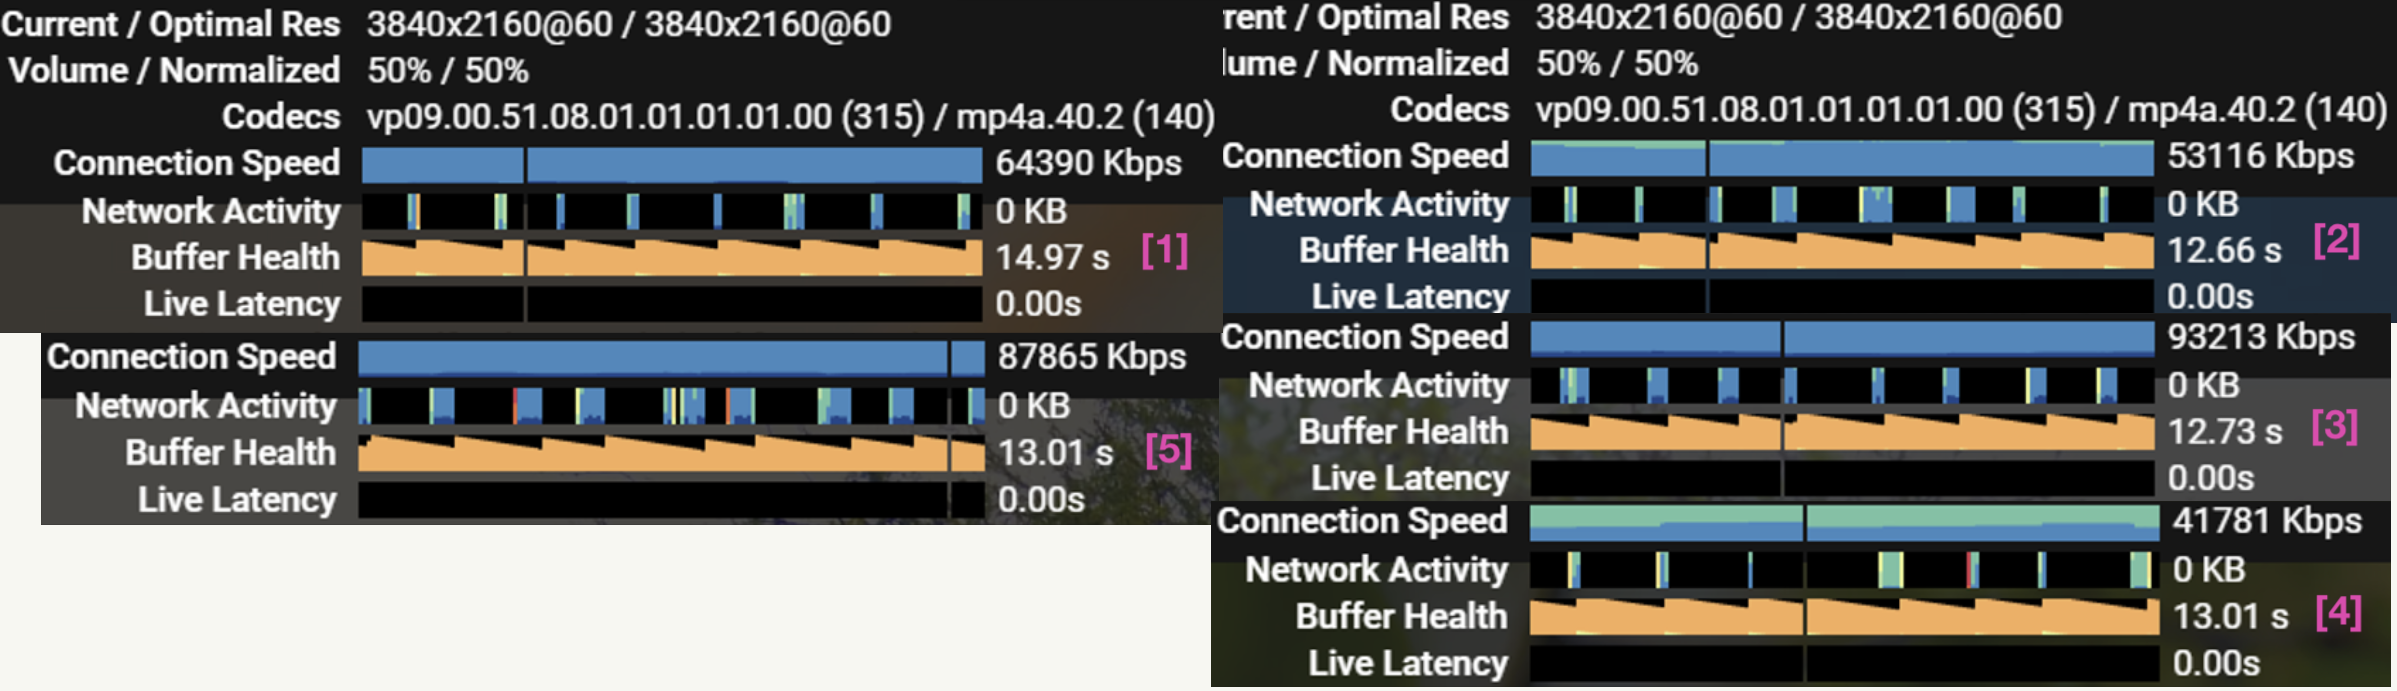 Current / Optimal Res 3840x2160@60 / 3840x2160@60
Volume / Normalized 50% / 50%
Codecs vp09.00.51.08.01.01.01.01.00 (315) / mp4a.40.2 (140)
Connection Speed 64390 Kbps
Network Activity 0 KB
Buffer Health 14.97 s [1]
Live Latency 0.00s
rrent / Optimal Res 3840x2160@60 / 3840x2160@60
lume / Normalized 50% / 50%
Codecs vp09.00.51.08.01.01.01.01.00 (315) / mp4a.40.2 (140)
Connection Speed 53116 Kbps
Network Activity 0 KB
Buffer Health 12.66 s [2]
Live Latency 0.00s
Connection Speed 93213 Kbps
Network Activity 0 KB
Buffer Health 12.73 s [3]
Live Latency 0.00s
Connection Speed 41781 Kbps
Network Activity 0 KB
Buffer Health 13.01 s [4]
Live Latency 0.00s
Connection Speed 87865 Kbps
Network Activity 0 KB
Buffer Health 13.01 s [5]
Live Latency 0.00s